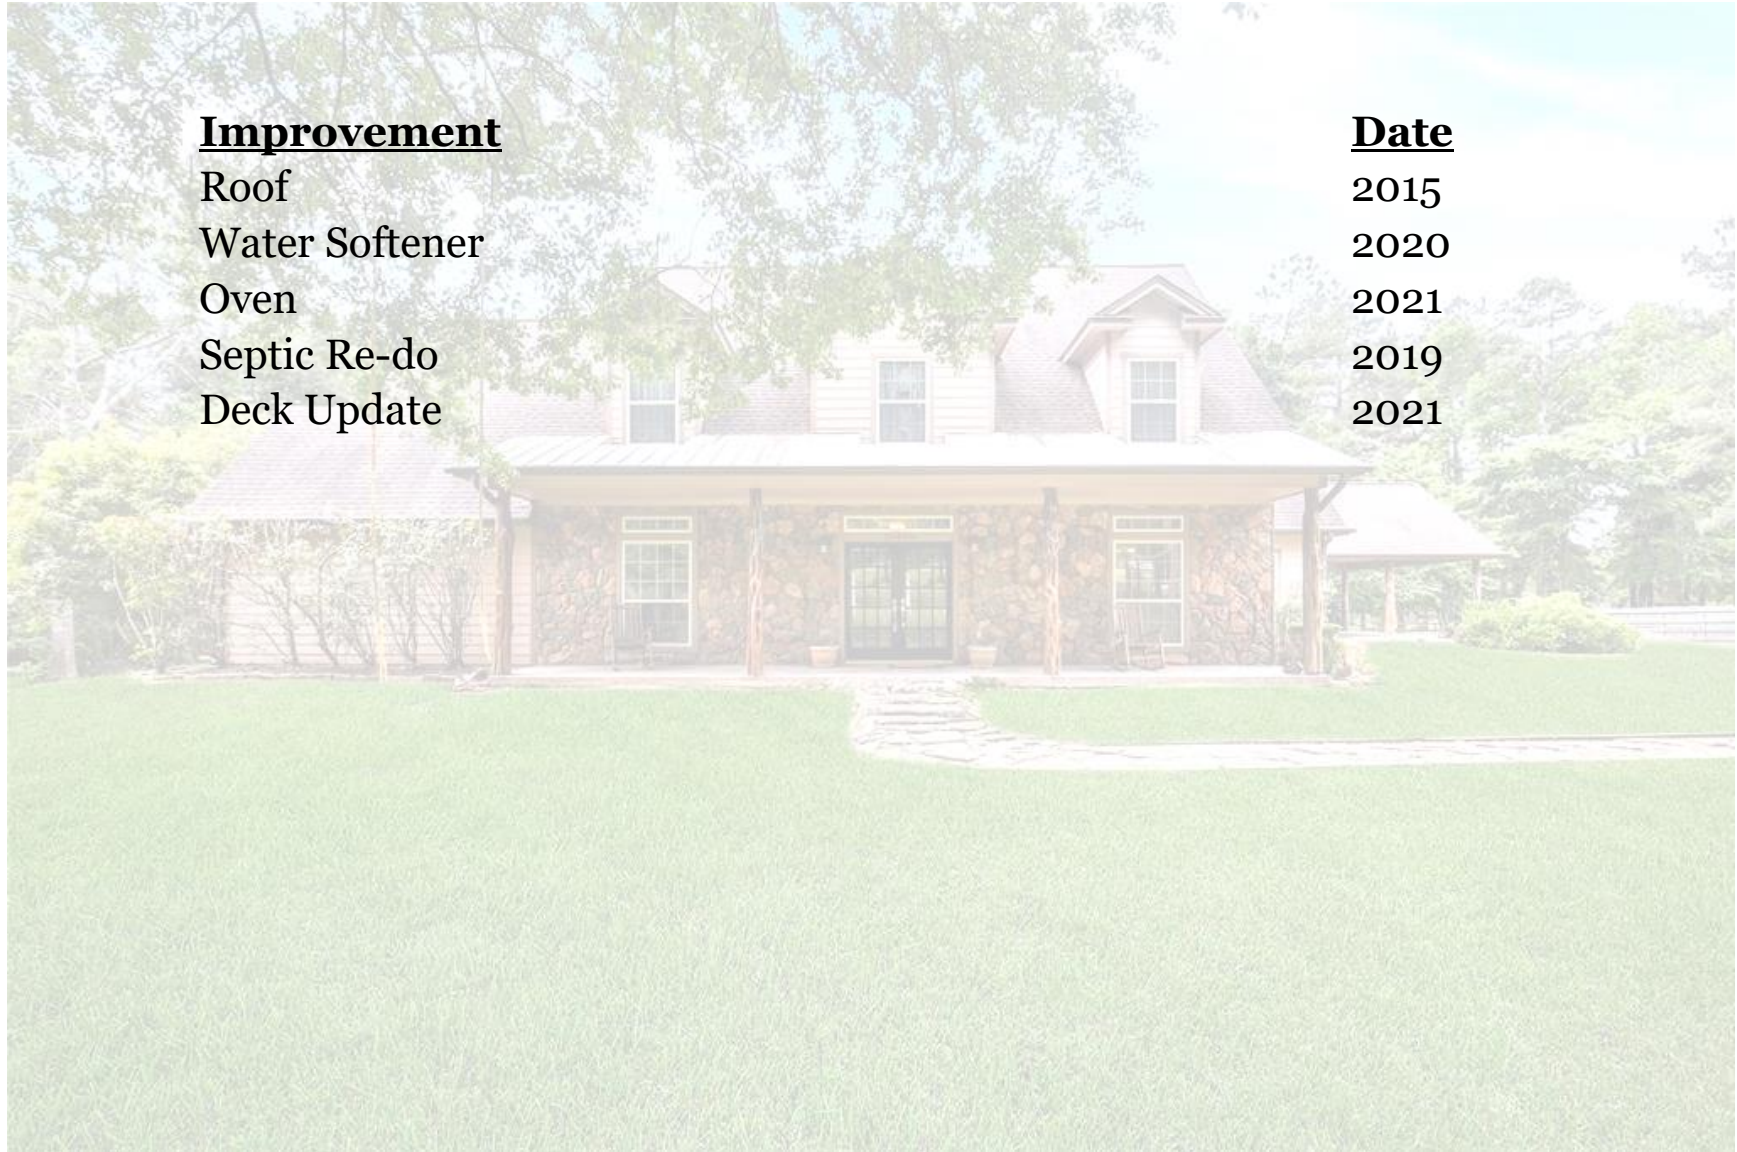 Improvement Date
Roof 2015
Water Softener 2020
Oven 2021
Septic Re-do 2019
Deck Update 2021